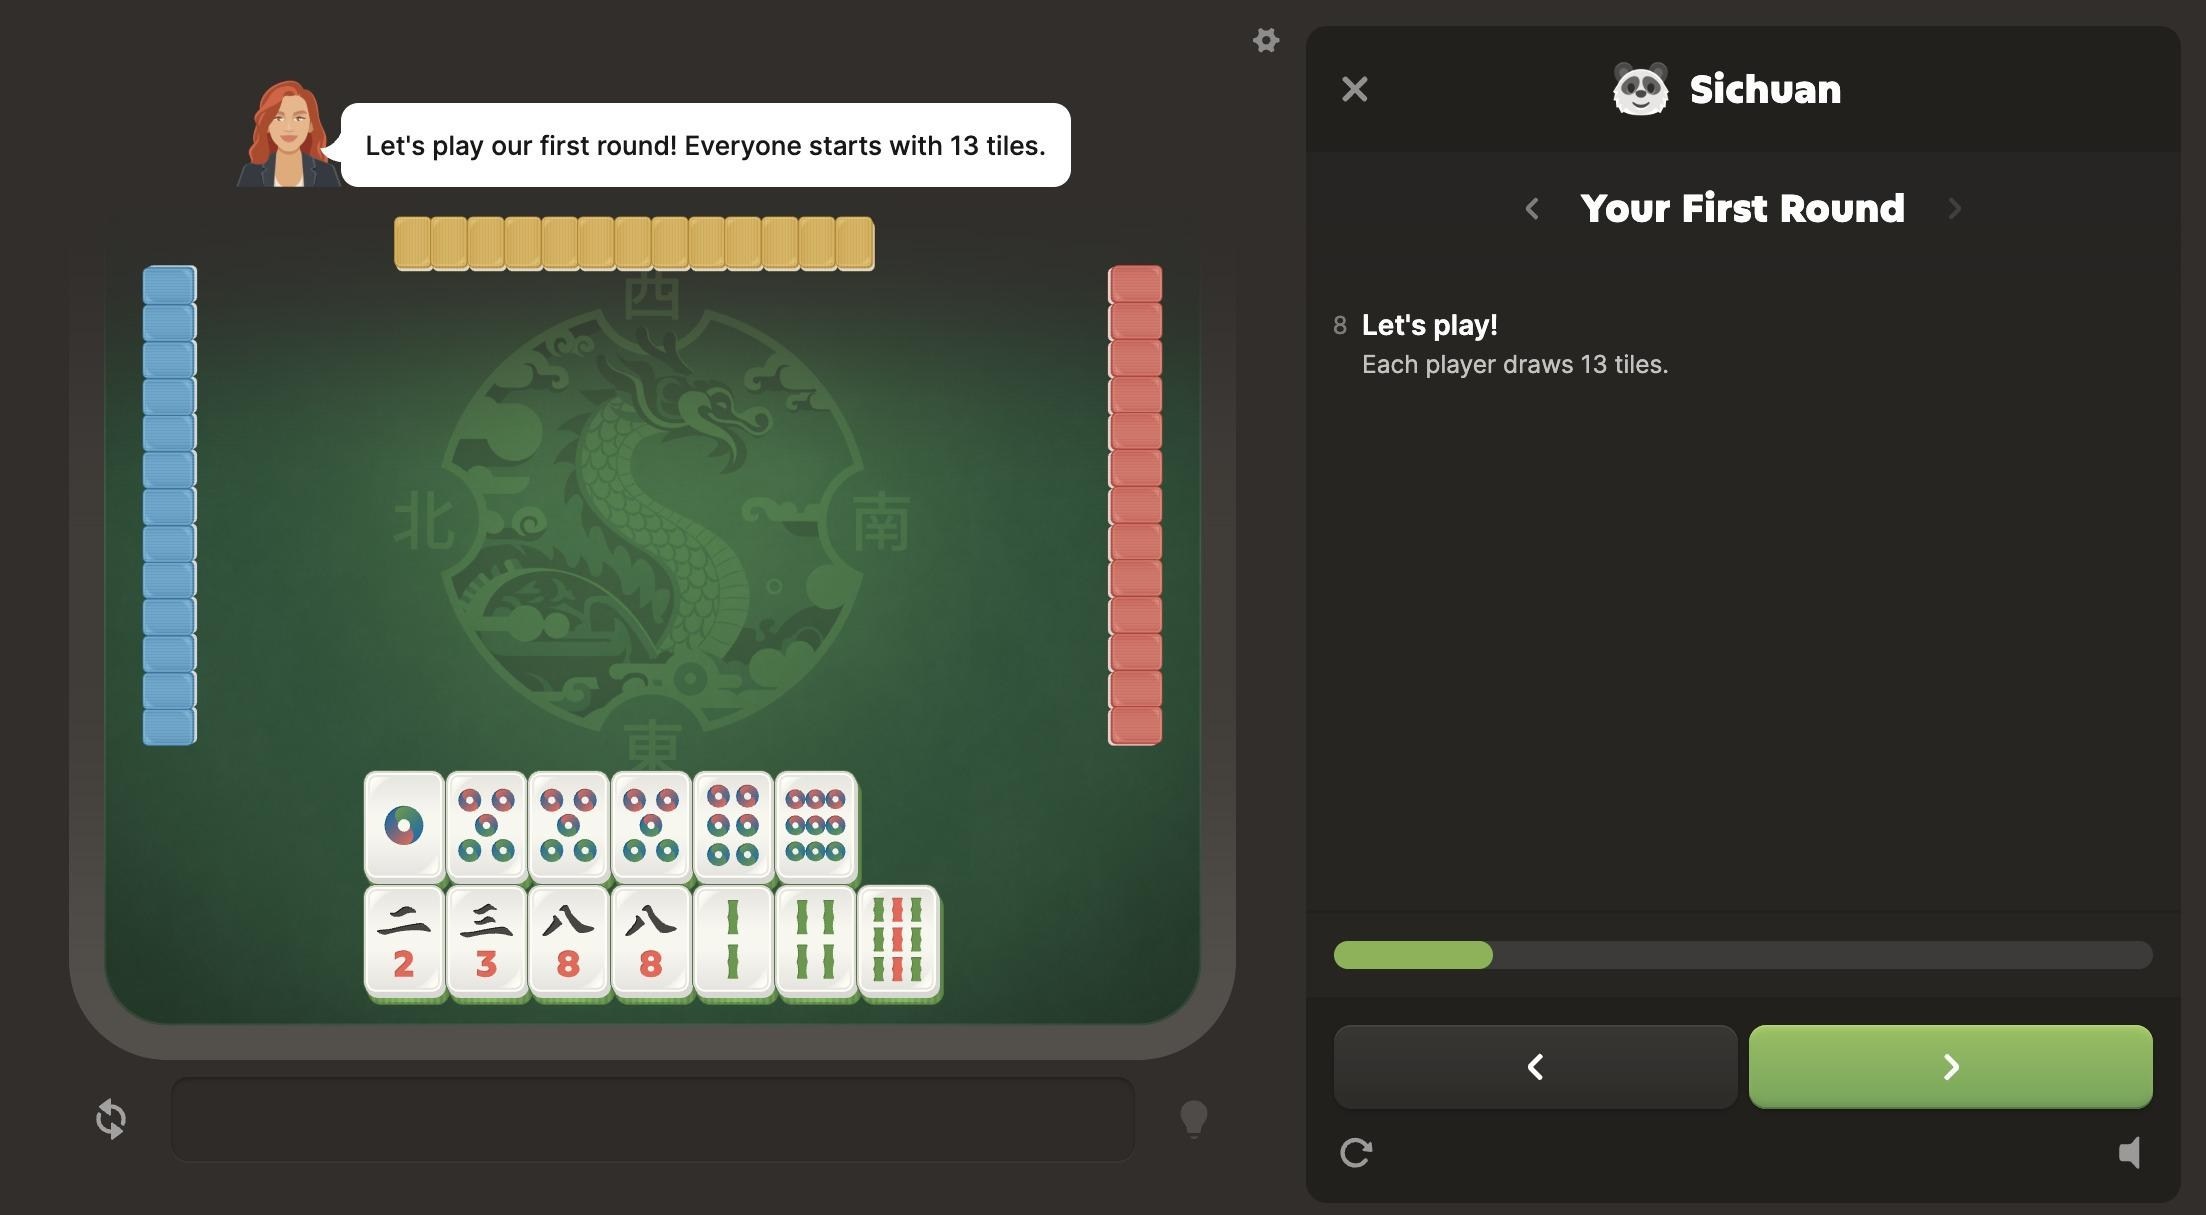 Let's play our first round! Everyone starts with 13 tiles.
西
北
南
東
二 三 八 八
2 3 8 8
Sichuan
Your First Round
8 Let's play!
Each player draws 13 tiles.